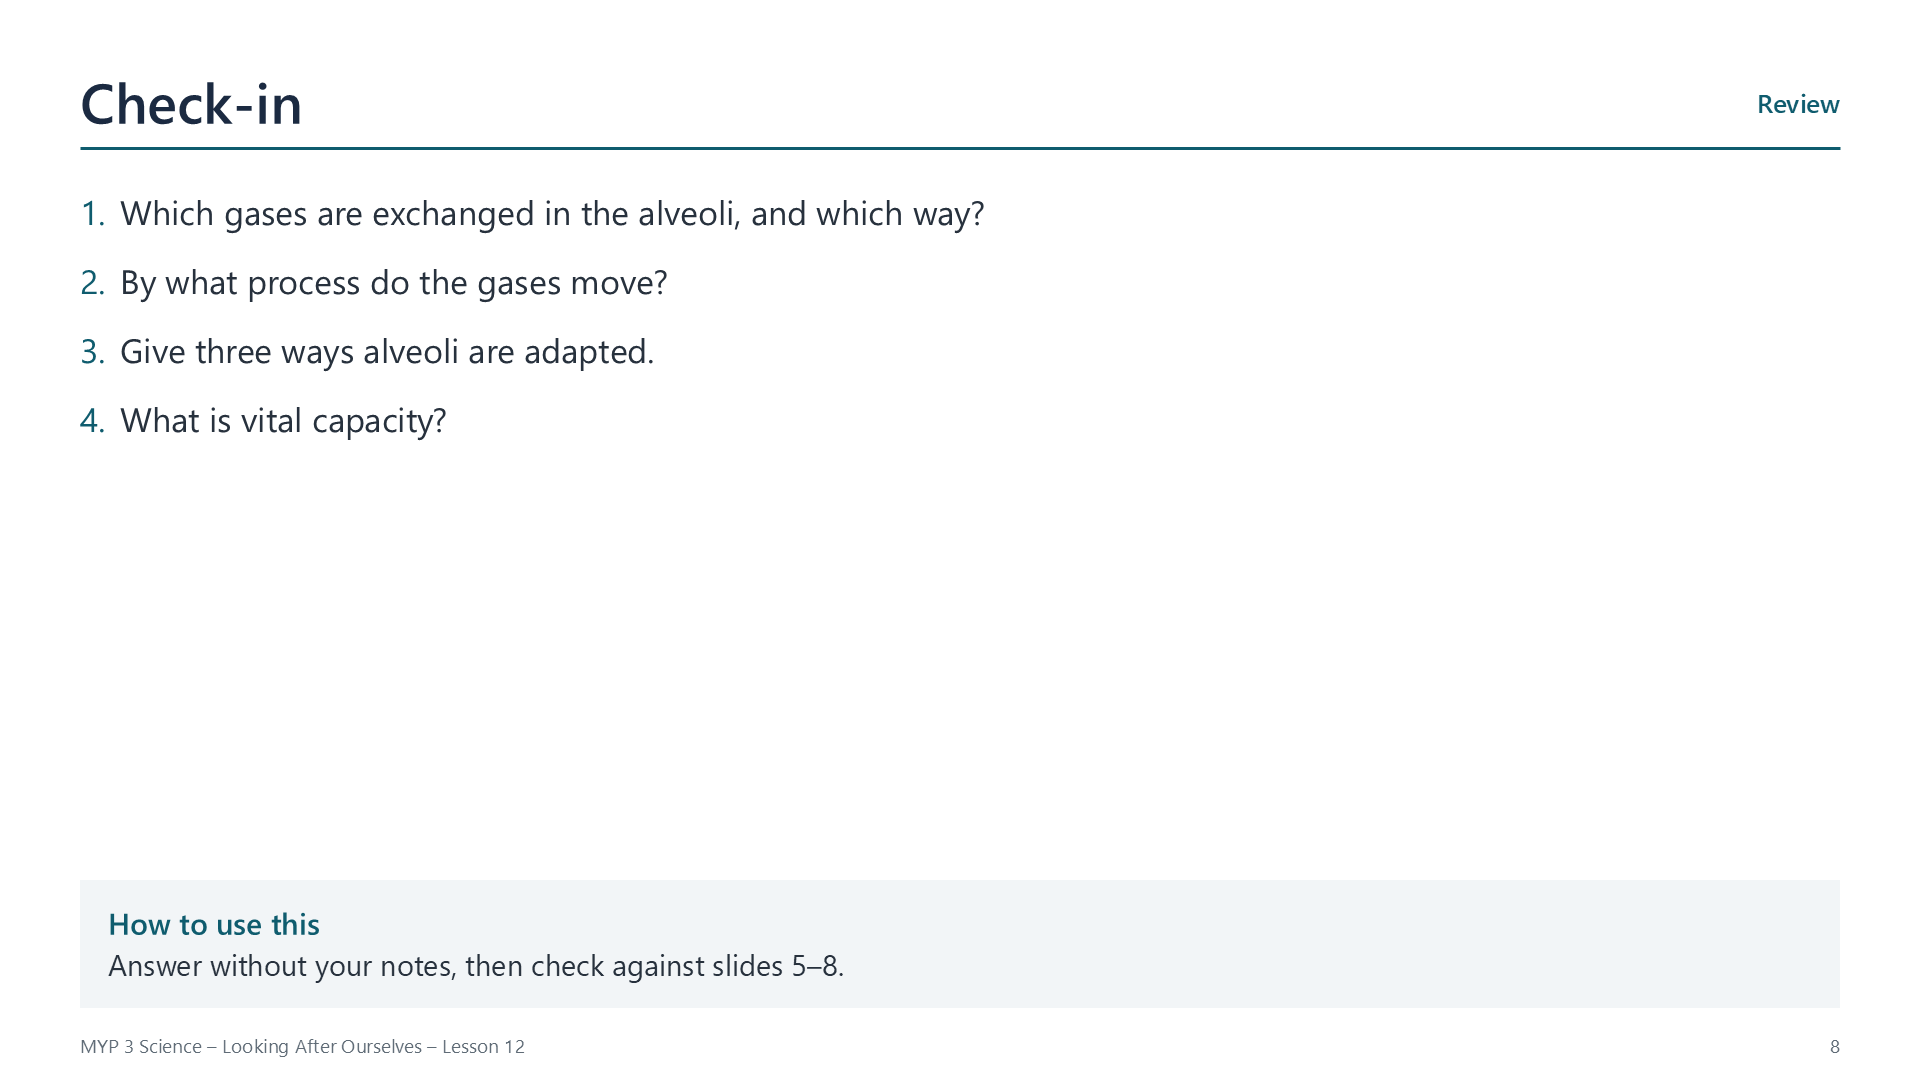 Check-in
Review
1. Which gases are exchanged in the alveoli, and which way?
2. By what process do the gases move?
3. Give three ways alveoli are adapted.
4. What is vital capacity?
How to use this
Answer without your notes, then check against slides 5–8.
MYP 3 Science – Looking After Ourselves – Lesson 12
8